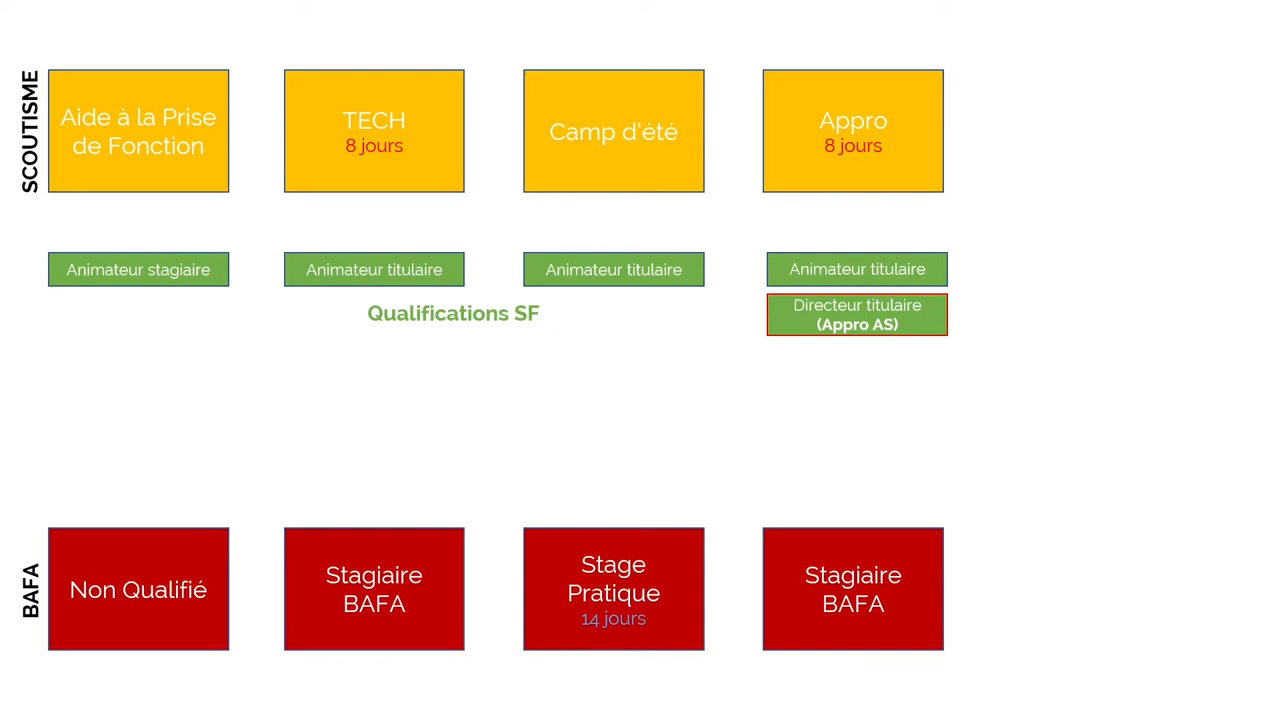 SCOUTISME
Aide à la Prise
de Fonction
TECH
8 jours
Camp d'été
Appro
8 jours
Animateur stagiaire
Animateur titulaire
Animateur titulaire
Animateur titulaire
Qualifications SF
Directeur titulaire
(Appro AS)
BAFA
Non Qualifié
Stagiaire
BAFA
Stage
Pratique
14 jours
Stagiaire
BAFA